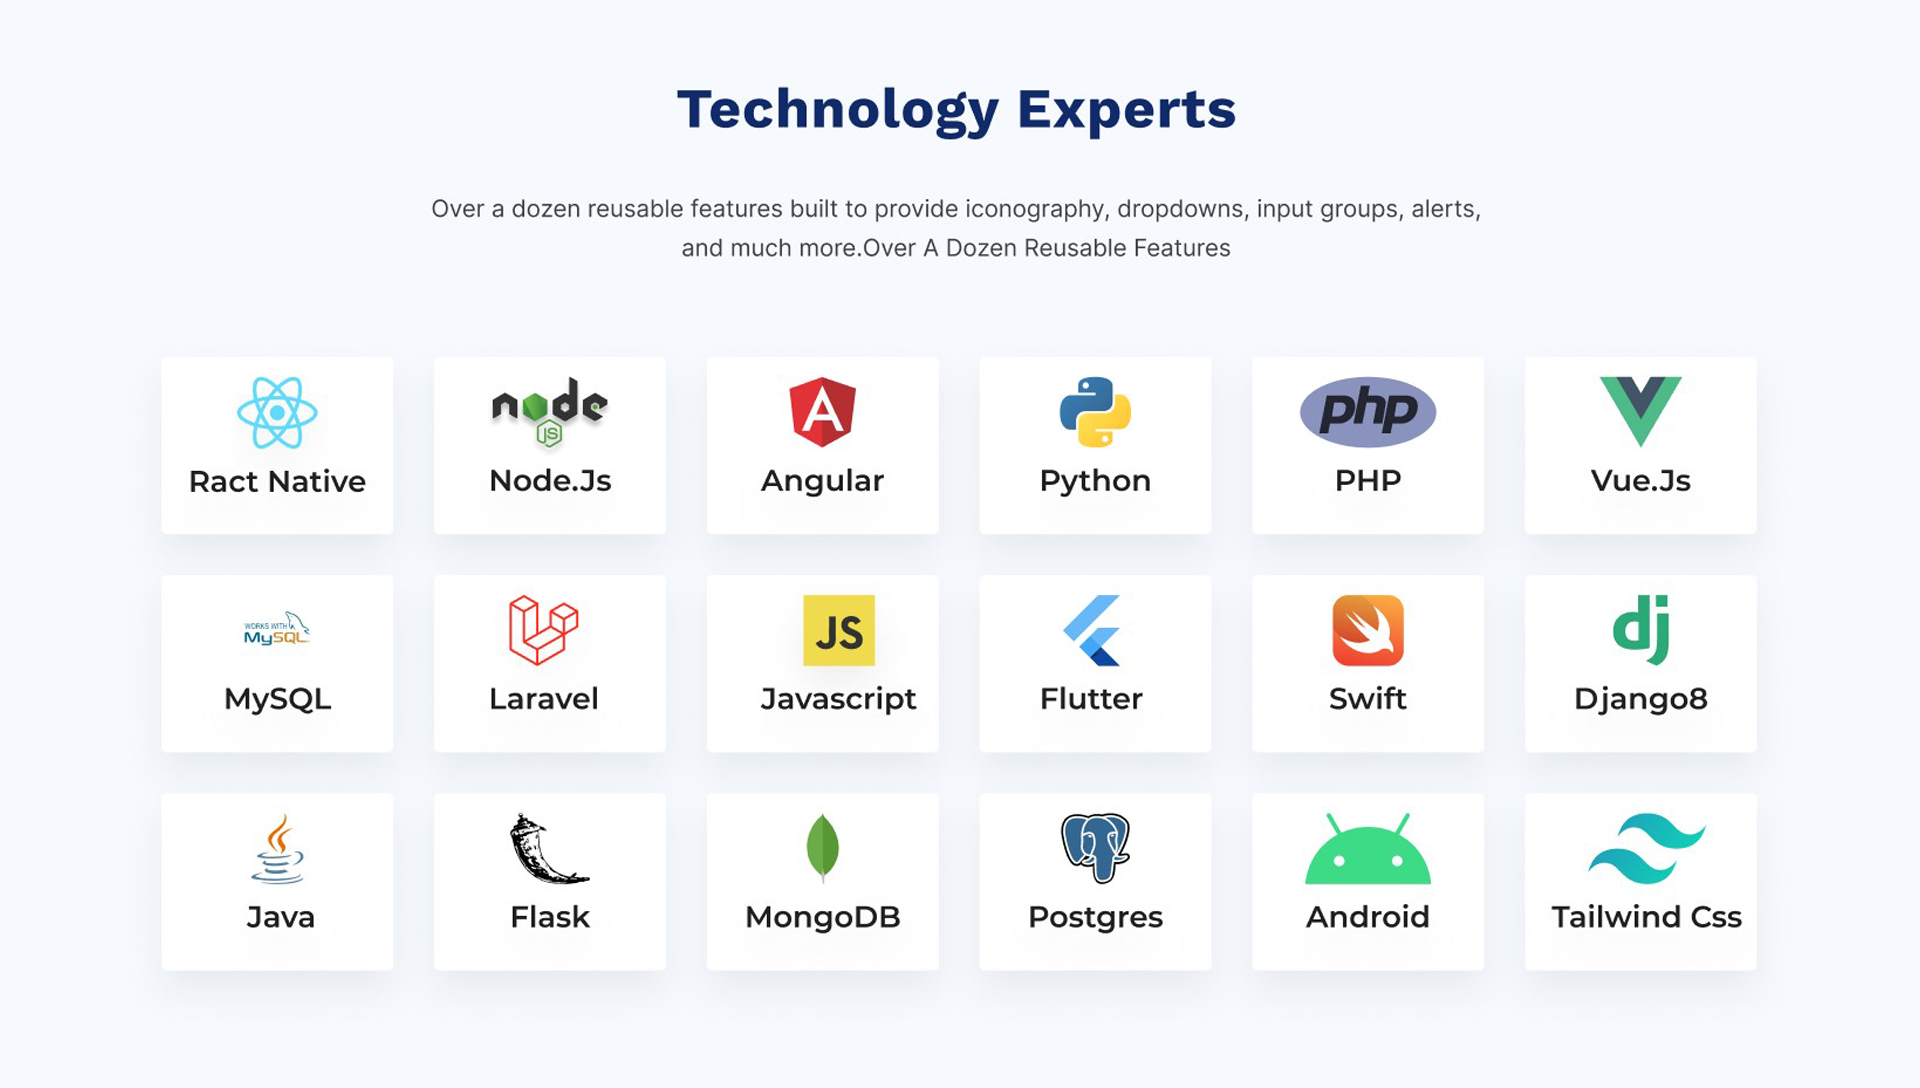 Technology Experts
Over a dozen reusable features built to provide iconography, dropdowns, input groups, alerts,
and much more.Over A Dozen Reusable Features
node
JS
A
php
Ract Native
Node.Js
Angular
Python
PHP
Vue.Js
WORKS WITH
MySQL
JS
dj
MySQL
Laravel
Javascript
Flutter
Swift
Django8
Java
Flask
MongoDB
Postgres
Android
Tailwind Css